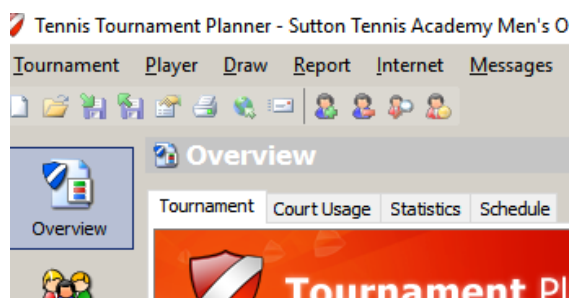 Tennis Tournament Planner - Sutton Tennis Academy Men's O
Tournament Player Draw Report Internet Messages
Overview
Tournament Court Usage Statistics Schedule
Overview
Tournament Pl